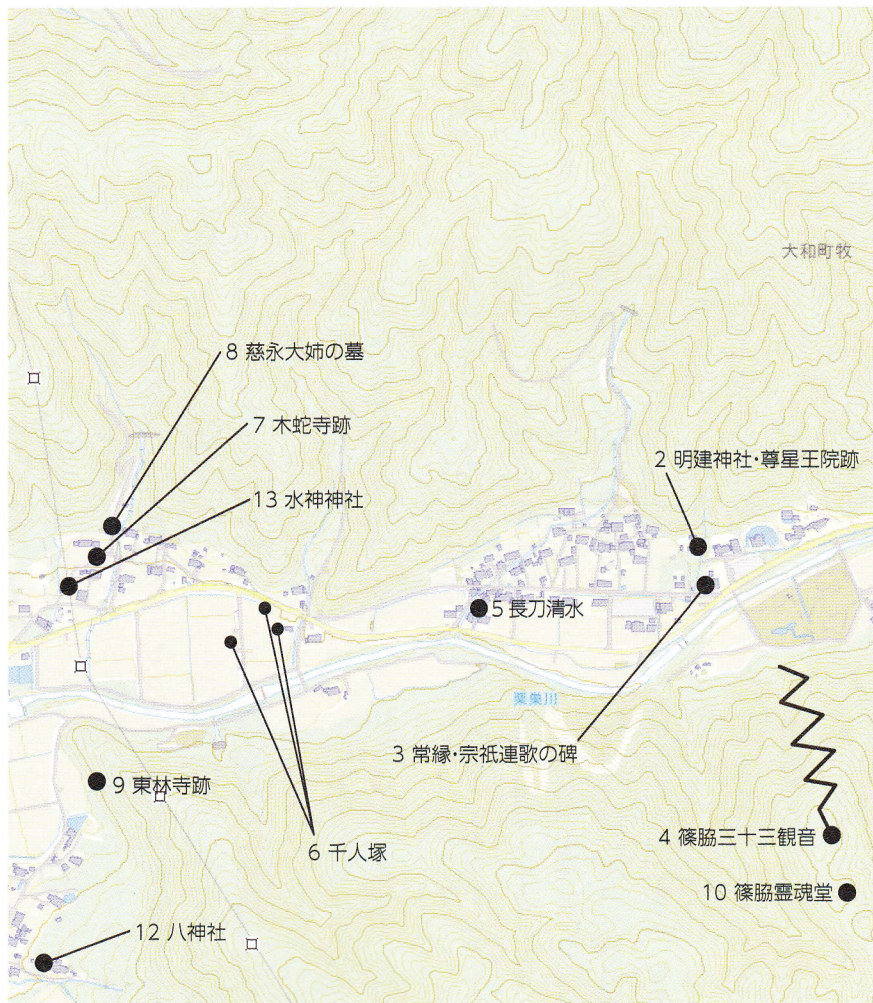 大和町牧
8 慈永大姉の墓
7 木蛇寺跡
2 明建神社・尊星王院跡
13 水神神社
5 長刀清水
栗巣川
3 常縁・宗祇連歌の碑
9 東林寺跡
4 篠脇三十三観音
6 千人塚
10 篠脇霊魂堂
12 八神社